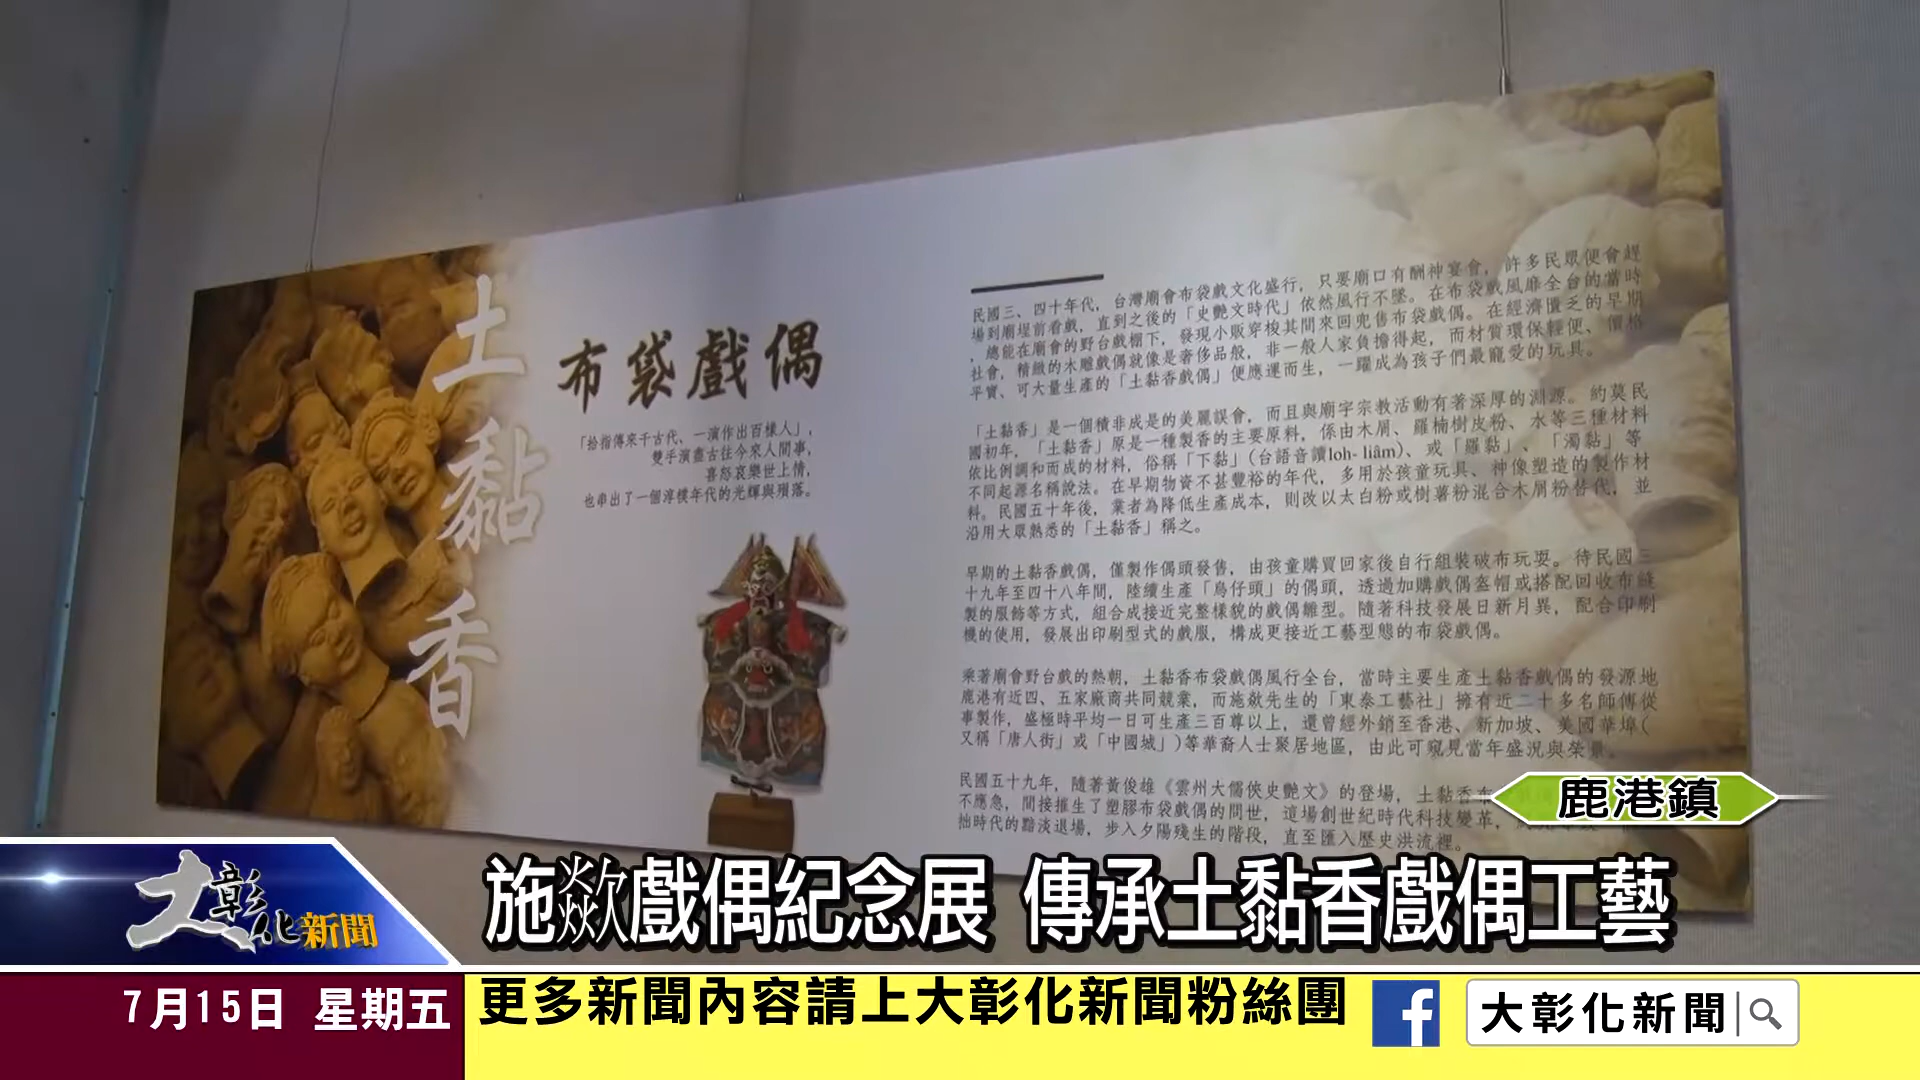 土黏香
布袋戲偶
「拾指傳來千古代、一演作出百樣人」,
雙手演盡古往今來人間事,
喜怒哀樂世上情,
也串出了一個淳樸年代的光輝與殞落。
民國三、四十年代,台灣廟會布袋戲文化盛行,只要廟口有酬神宴會,許多民眾便會趕
場到廟埕前看戲,直到之後的「史艷文時代」依然風行不墜。在布袋戲風靡全台的當時
,總能在廟會的野台戲棚下,發現小販穿梭其間來回兜售布袋戲偶。在經濟匱乏的早期
社會,精緻的木雕戲偶就像是奢侈品般,非一般人家負擔得起,而材質環保輕便、價格
平實、可大量生產的「土黏香戲偶」便應運而生,一躍成為孩子們最寵愛的玩具。
「土黏香」是一個積非成是的美麗誤會,而且與廟宇宗教活動有著深厚的淵源。約莫民
國初年,「土黏香」原是一種製香的主要原料,係由木屑、羅楠樹皮粉、水等三種材料
依比例調和而成的材料,俗稱「下黏」(台語音讀loh- liâm)、或「羅黏」、「濁黏」等
不同起源名稱說法。在早期物資不甚豐裕的年代,多用於孩童玩具、神像塑造的製作材
料。民國五十年後,業者為降低生產成本,則改以太白粉或樹薯粉混合木屑粉替代,並
沿用大眾熟悉的「土黏香」稱之。
早期的土黏香戲偶,僅製作偶頭發售,由孩童購買回家後自行組裝破布玩耍。待民國三
十九年至四十八年間,陸續生產「鳥仔頭」的偶頭,透過加購戲偶盔帽或搭配回收布縫
製的服飾等方式,組合成接近完整樣貌的戲偶雛型。隨著科技發展日新月異,配合印刷
機的使用,發展出印刷型式的戲服,構成更接近工藝型態的布袋戲偶。
乘著廟會野台戲的熱朝,土黏香布袋戲偶風行全台,當時主要生產土黏香戲偶的發源地
鹿港有近四、五家廠商共同競業,而施歘先生的「東泰工藝社」擁有近二十多名師傅從
事製作,盛極時平均一日可生產三百尊以上,還曾經外銷至香港、新加坡、美國華埠(
又稱「唐人街」或「中國城」)等華裔人士聚居地區,由此可窺見當年盛況與榮景。
民國五十九年,隨著黃俊雄《雲州大儒俠史艷文》的登場,土黏香布
不應急,間接摧生了塑膠布袋戲偶的問世,這場創世紀時代科技變革,
拙時代的黯淡退場,步入夕陽殘生的階段,直至匯入歷史洪流裡。
鹿港鎮
大彰化新聞
施歘戲偶紀念展 傳承土黏香戲偶工藝
7月15日 星期五
更多新聞內容請上大彰化新聞粉絲團
f
大彰化新聞